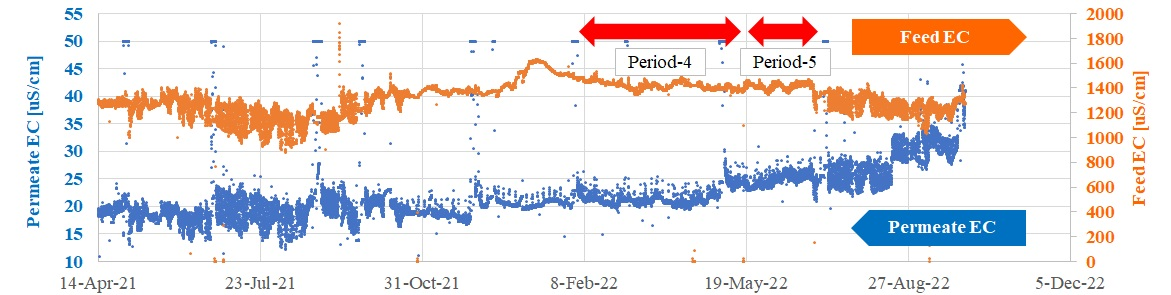 55
50
45
40
35
30
25
20
15
10
Permeate EC [uS/cm]
2000
1800
1600
1400
1200
1000
800
600
400
200
0
Feed EC [uS/cm]
Feed EC
Period-4
Period-5
Permeate EC
14-Apr-21
23-Jul-21
31-Oct-21
8-Feb-22
19-May-22
27-Aug-22
5-Dec-22